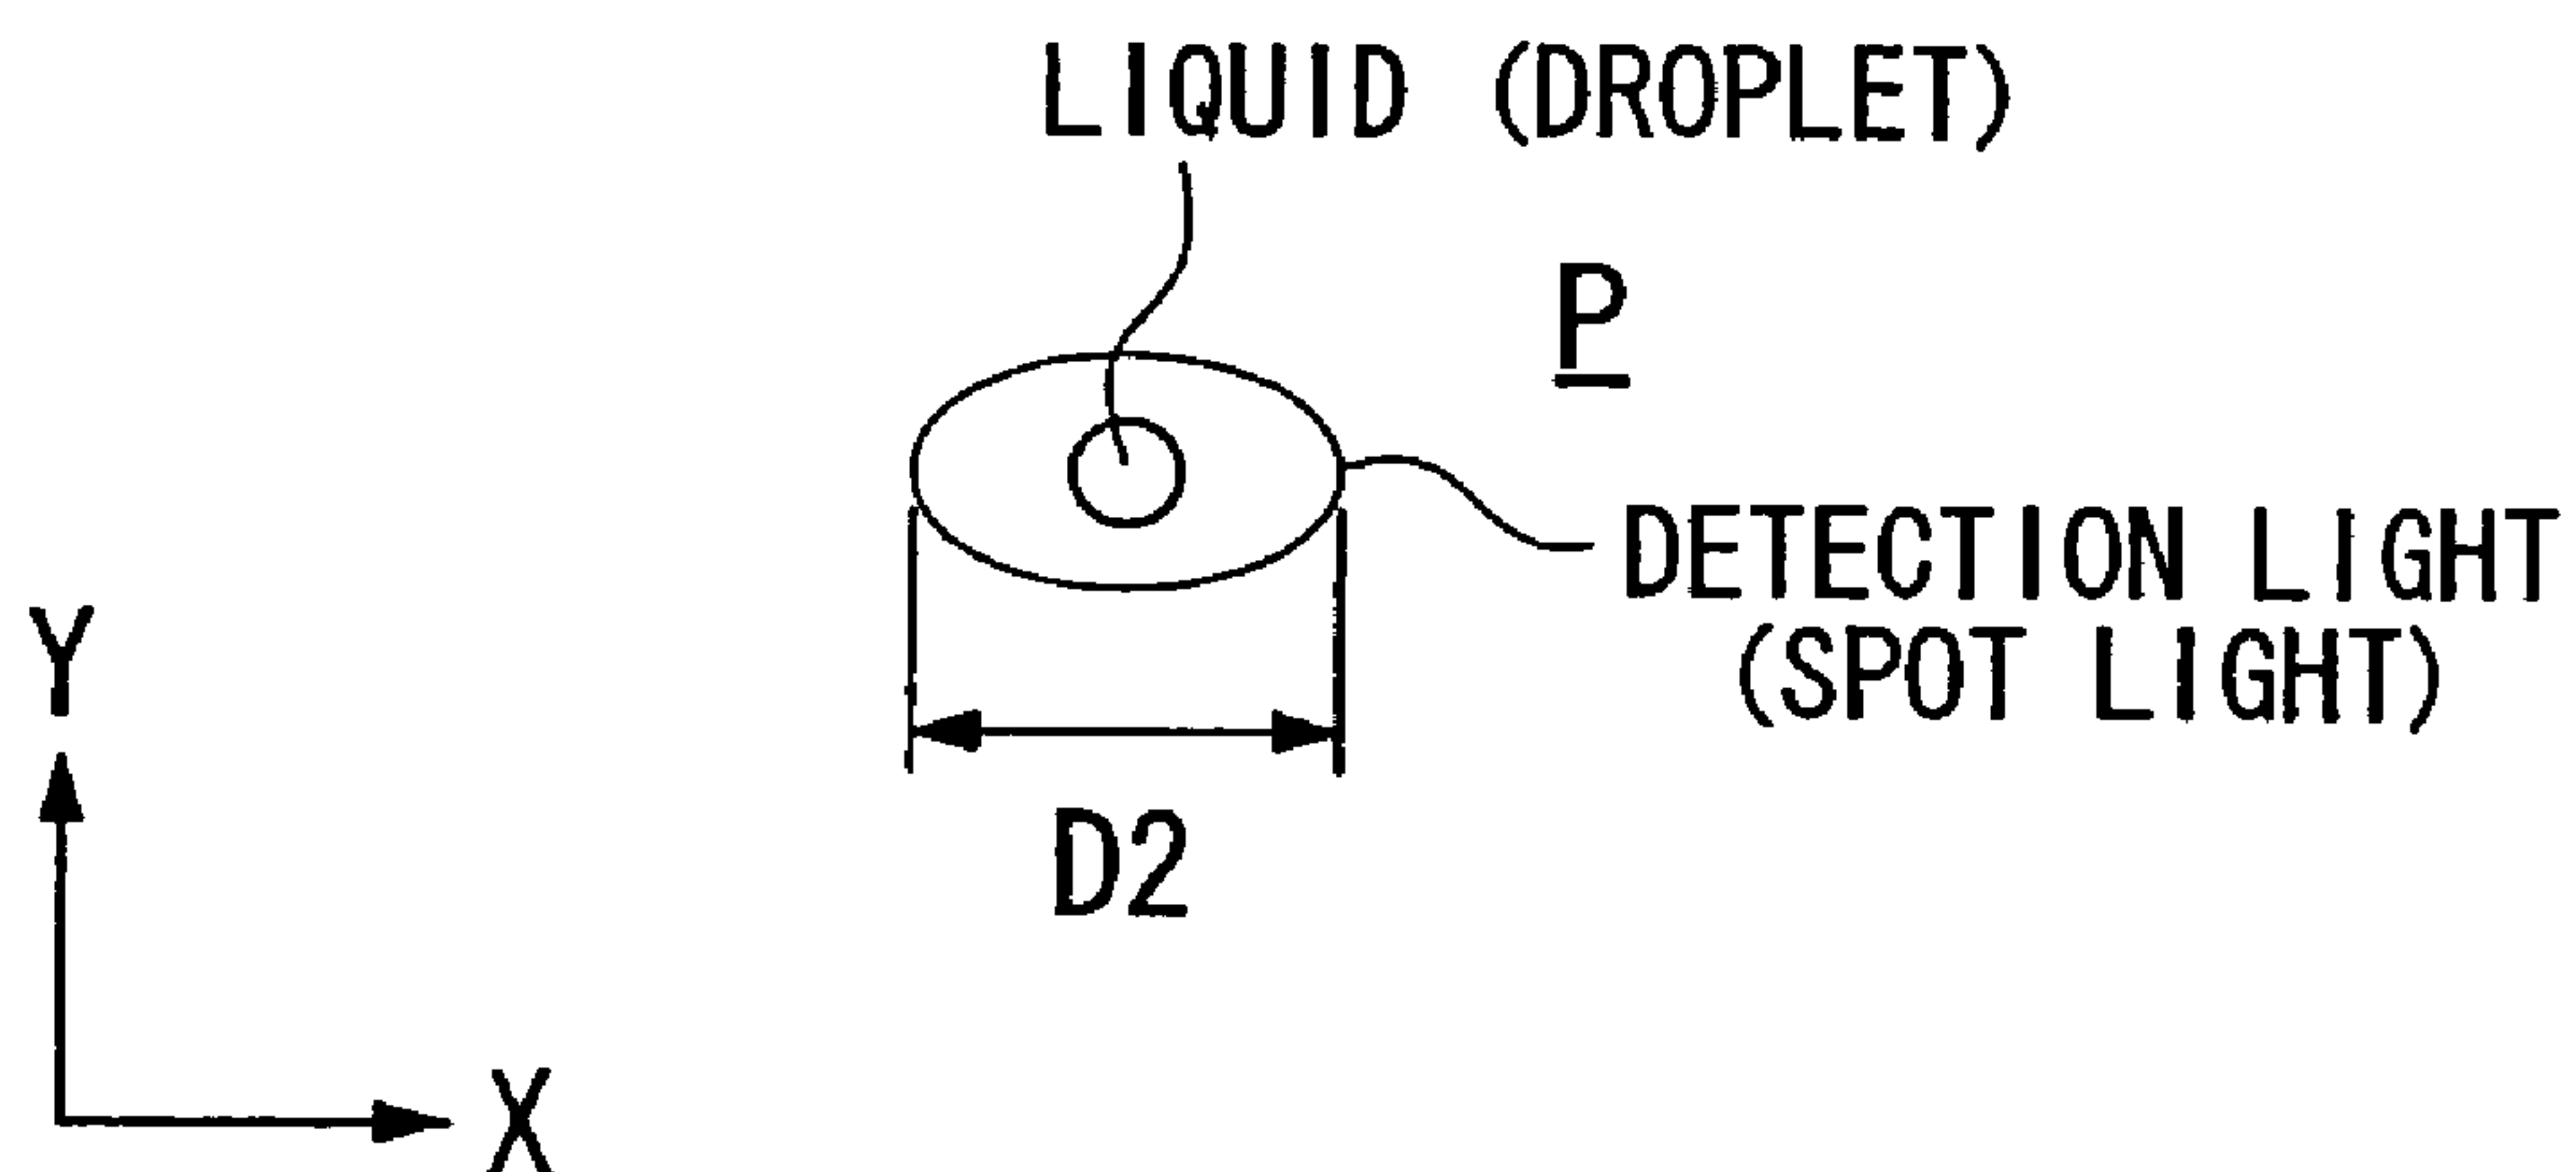 LIQUID (DROPLET)
P
DETECTION LIGHT
(SPOT LIGHT)
Y
D2
X